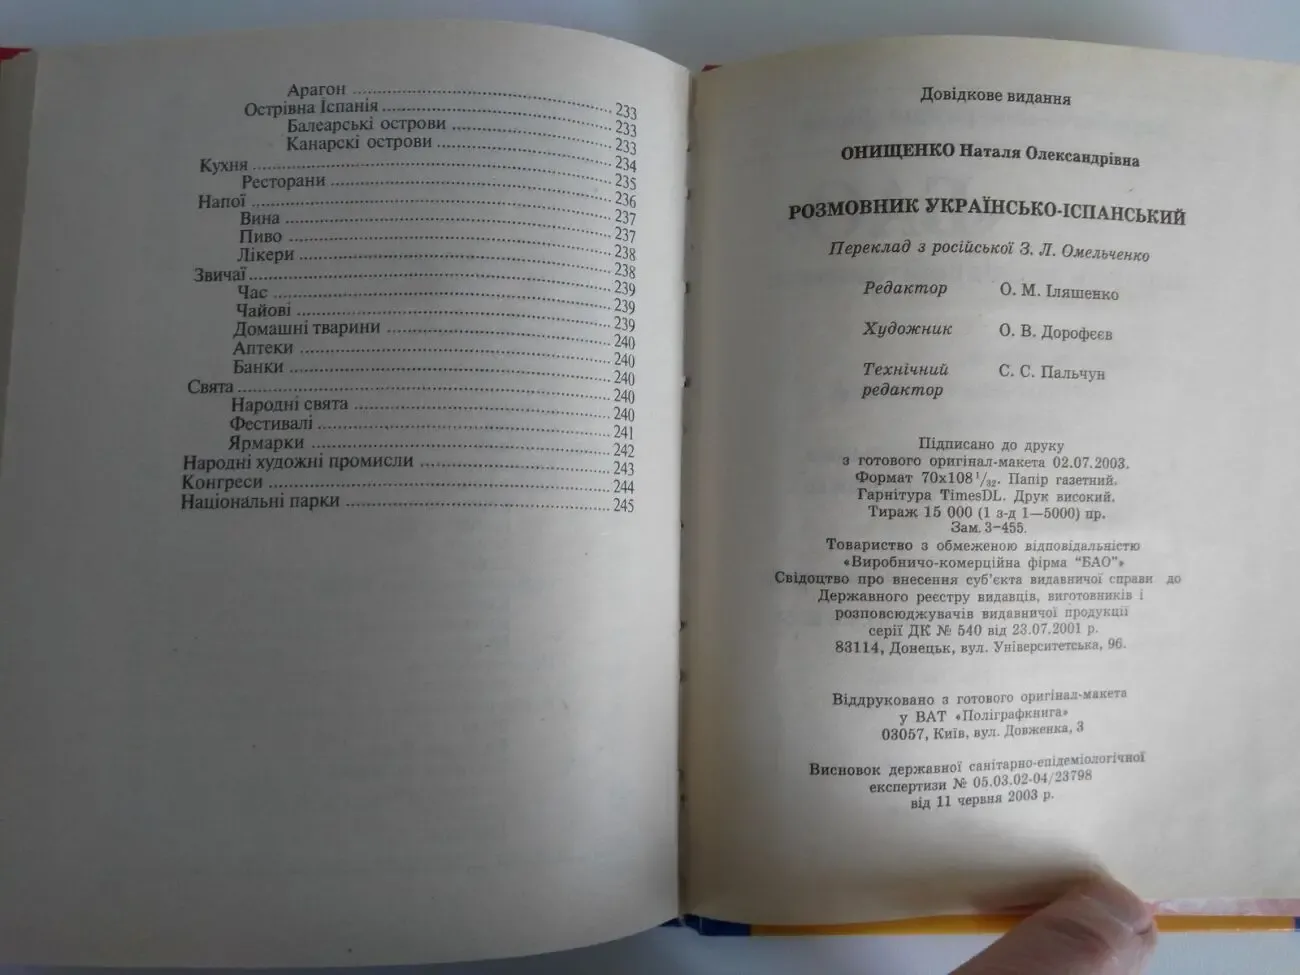 Арагон ... 233
Острівна Іспанія ... 233
Балеарські острови ... 233
Канарскі острови ... 234
Кухня ... 235
Ресторани ... 236
Напої ... 237
Вина ... 237
Пиво ... 238
Лікери ... 238
Звичаї ... 239
Час ... 239
Чайові ... 239
Домашні тварини ... 240
Аптеки ... 240
Банки ... 240
Свята ... 240
Народні свята ... 240
Фестивалі ... 241
Ярмарки ... 242
Народні художні промисли ... 243
Конгреси ... 244
Національні парки ... 245
Довідкове видання
ОНИЩЕНКО Наталя Олександрівна
РОЗМОВНИК УКРАЇНСЬКО-ІСПАНСЬКИЙ
Переклад з російської З. Л. Омельченко
Редактор О. М. Іляшенко
Художник О. В. Дорофєєв
Технічний С. С. Пальчун
редактор
Підписано до друку
з готового оригінал-макета 02.07.2003.
Формат 70х108 1/32. Папір газетний.
Гарнітура TimesDL. Друк високий.
Тираж 15 000 (1 з-д 1—5000) пр.
Зам. 3-455.
Товариство з обмеженою відповідальністю
«Виробничо-комерційна фірма "БАО"»
Свідоцтво про внесення суб'єкта видавничої справи до
Державного реєстру видавців, виготовників і
розповсюджувачів видавничої продукції
серії ДК № 540 від 23.07.2001 р.
83114, Донецьк, вул. Університетська, 96.
Віддруковано з готового оригінал-макета
у ВАТ «Поліграфкнига»
03057, Київ, вул. Довженка, 3
Висновок державної санітарно-епідеміологічної
експертизи № 05.03.02-04/23798
від 11 червня 2003 р.